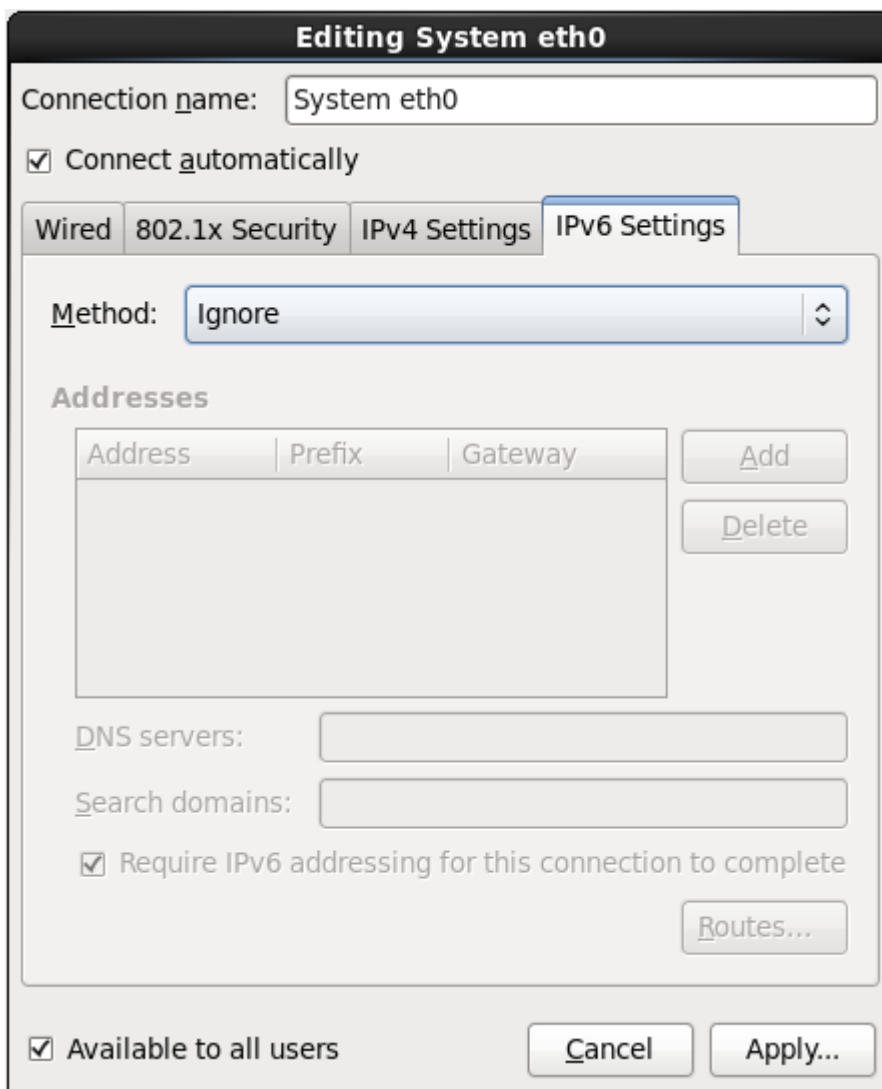 Editing System eth0
Connection name: System eth0
Connect automatically
Wired 802.1x Security IPv4 Settings IPv6 Settings
Method: Ignore
Addresses
Address Prefix Gateway Add
Delete
DNS servers:
Search domains:
Require IPv6 addressing for this connection to complete
Routes...
Available to all users Cancel Apply...